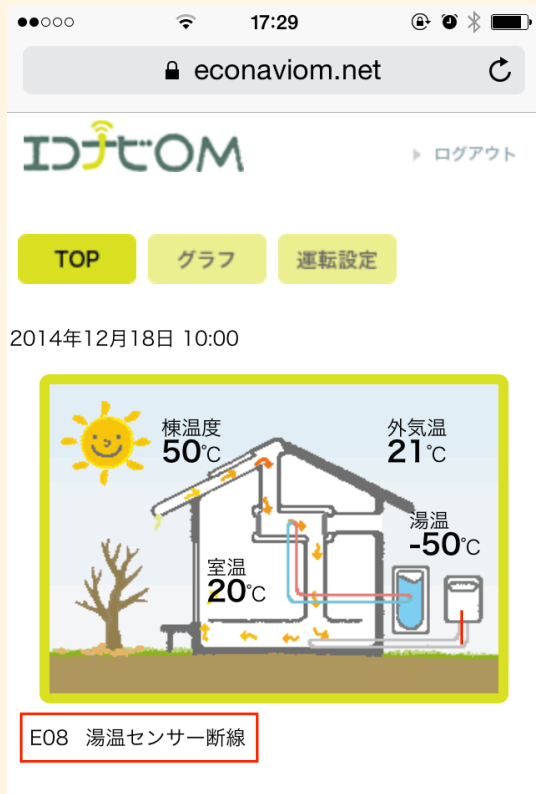 17:29
econaviom.net
エコナビOM
ログアウト
TOP
グラフ
運転設定
2014年12月18日 10:00
棟温度
50℃
外気温
21℃
湯温
-50℃
室温
20℃
E08 湯温センサー断線